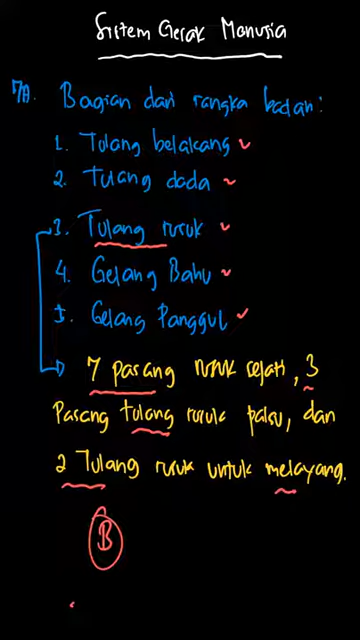 Sistem Gerak Manusia
Bagian dari rangka badan:
1. Tulang belakang
2. Tulang dada
3. Tulang rusuk
4. Gelang Bahu
5. Gelang Panggul
7 pasang rusuk sejati, 3
Pasang tulang rusuk palsu, dan
2 Tulang rusuk untuk melayang.
B